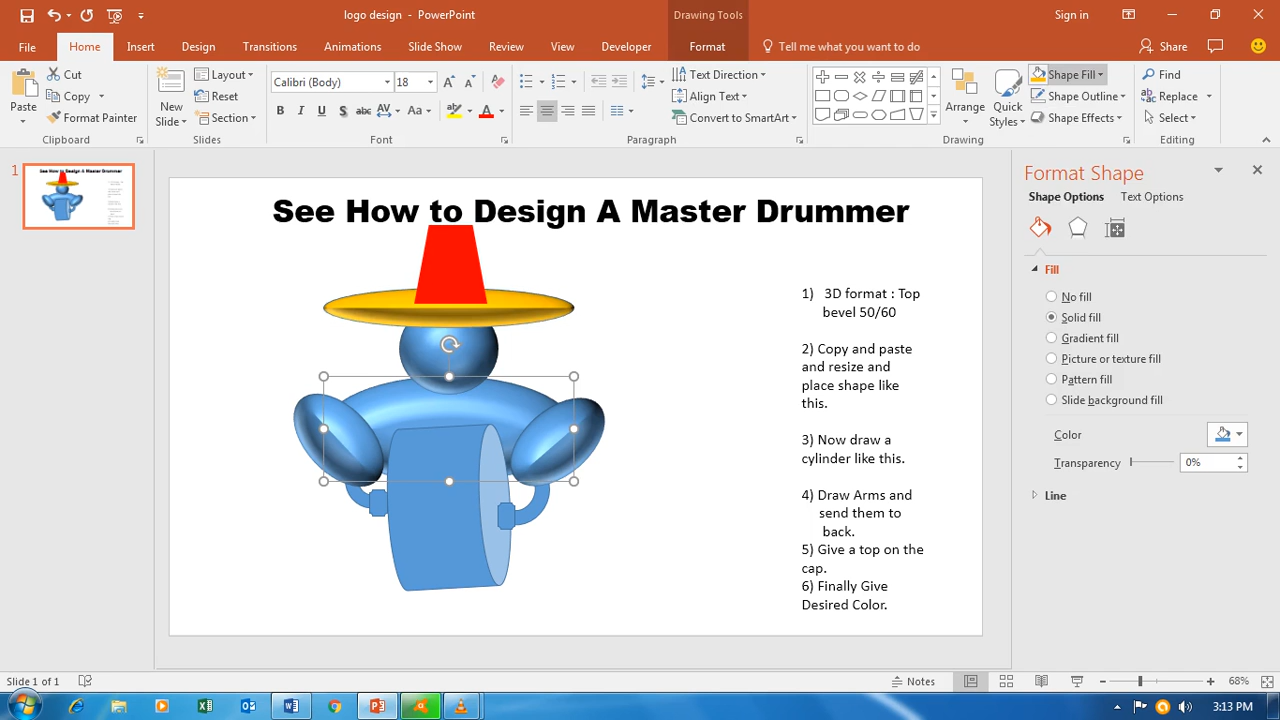 logo design - PowerPoint
Drawing Tools
Sign in
File
Home
Insert
Design
Transitions
Animations
Slide Show
Review
View
Developer
Format
Tell me what you want to do
Share
Paste
Cut
Copy
Format Painter
Clipboard
New
Slide
Layout
Reset
Section
Slides
Calibri (Body)
18
B I U S abc AV Aa A
Font
Text Direction
Align Text
Convert to SmartArt
Paragraph
Arrange
Quick
Styles
Shape Fill
Shape Outline
Shape Effects
Drawing
Find
Replace
Select
Editing
1
See How to Design A Master Drummer
1) 3D format : Top
bevel 50/60
2) Copy and paste
and resize and
place shape like
this.
3) Now draw a
cylinder like this.
4) Draw Arms and
send them to
back.
5) Give a top on the
cap.
6) Finally Give
Desired Color.
Format Shape
Shape Options
Text Options
Fill
No fill
Solid fill
Gradient fill
Picture or texture fill
Pattern fill
Slide background fill
Color
Transparency
0%
Line
Slide 1 of 1
Notes
68%
3:13 PM